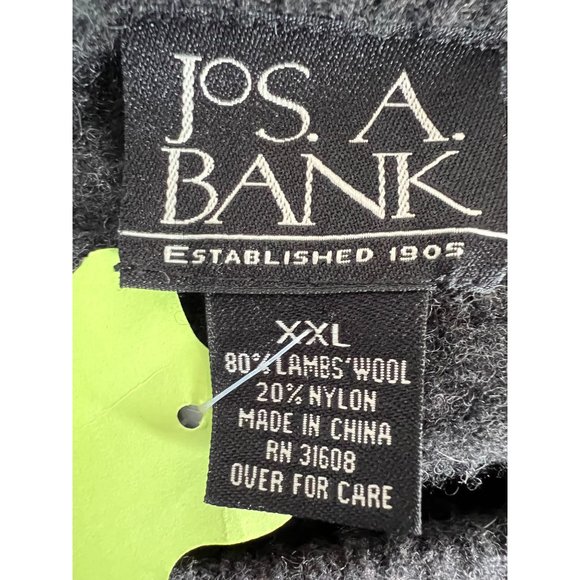 JOS. A.
BANK
ESTABLISHED 1905
XXL
80% LAMBS' WOOL
20% NYLON
MADE IN CHINA
RN 31608
OVER FOR CARE